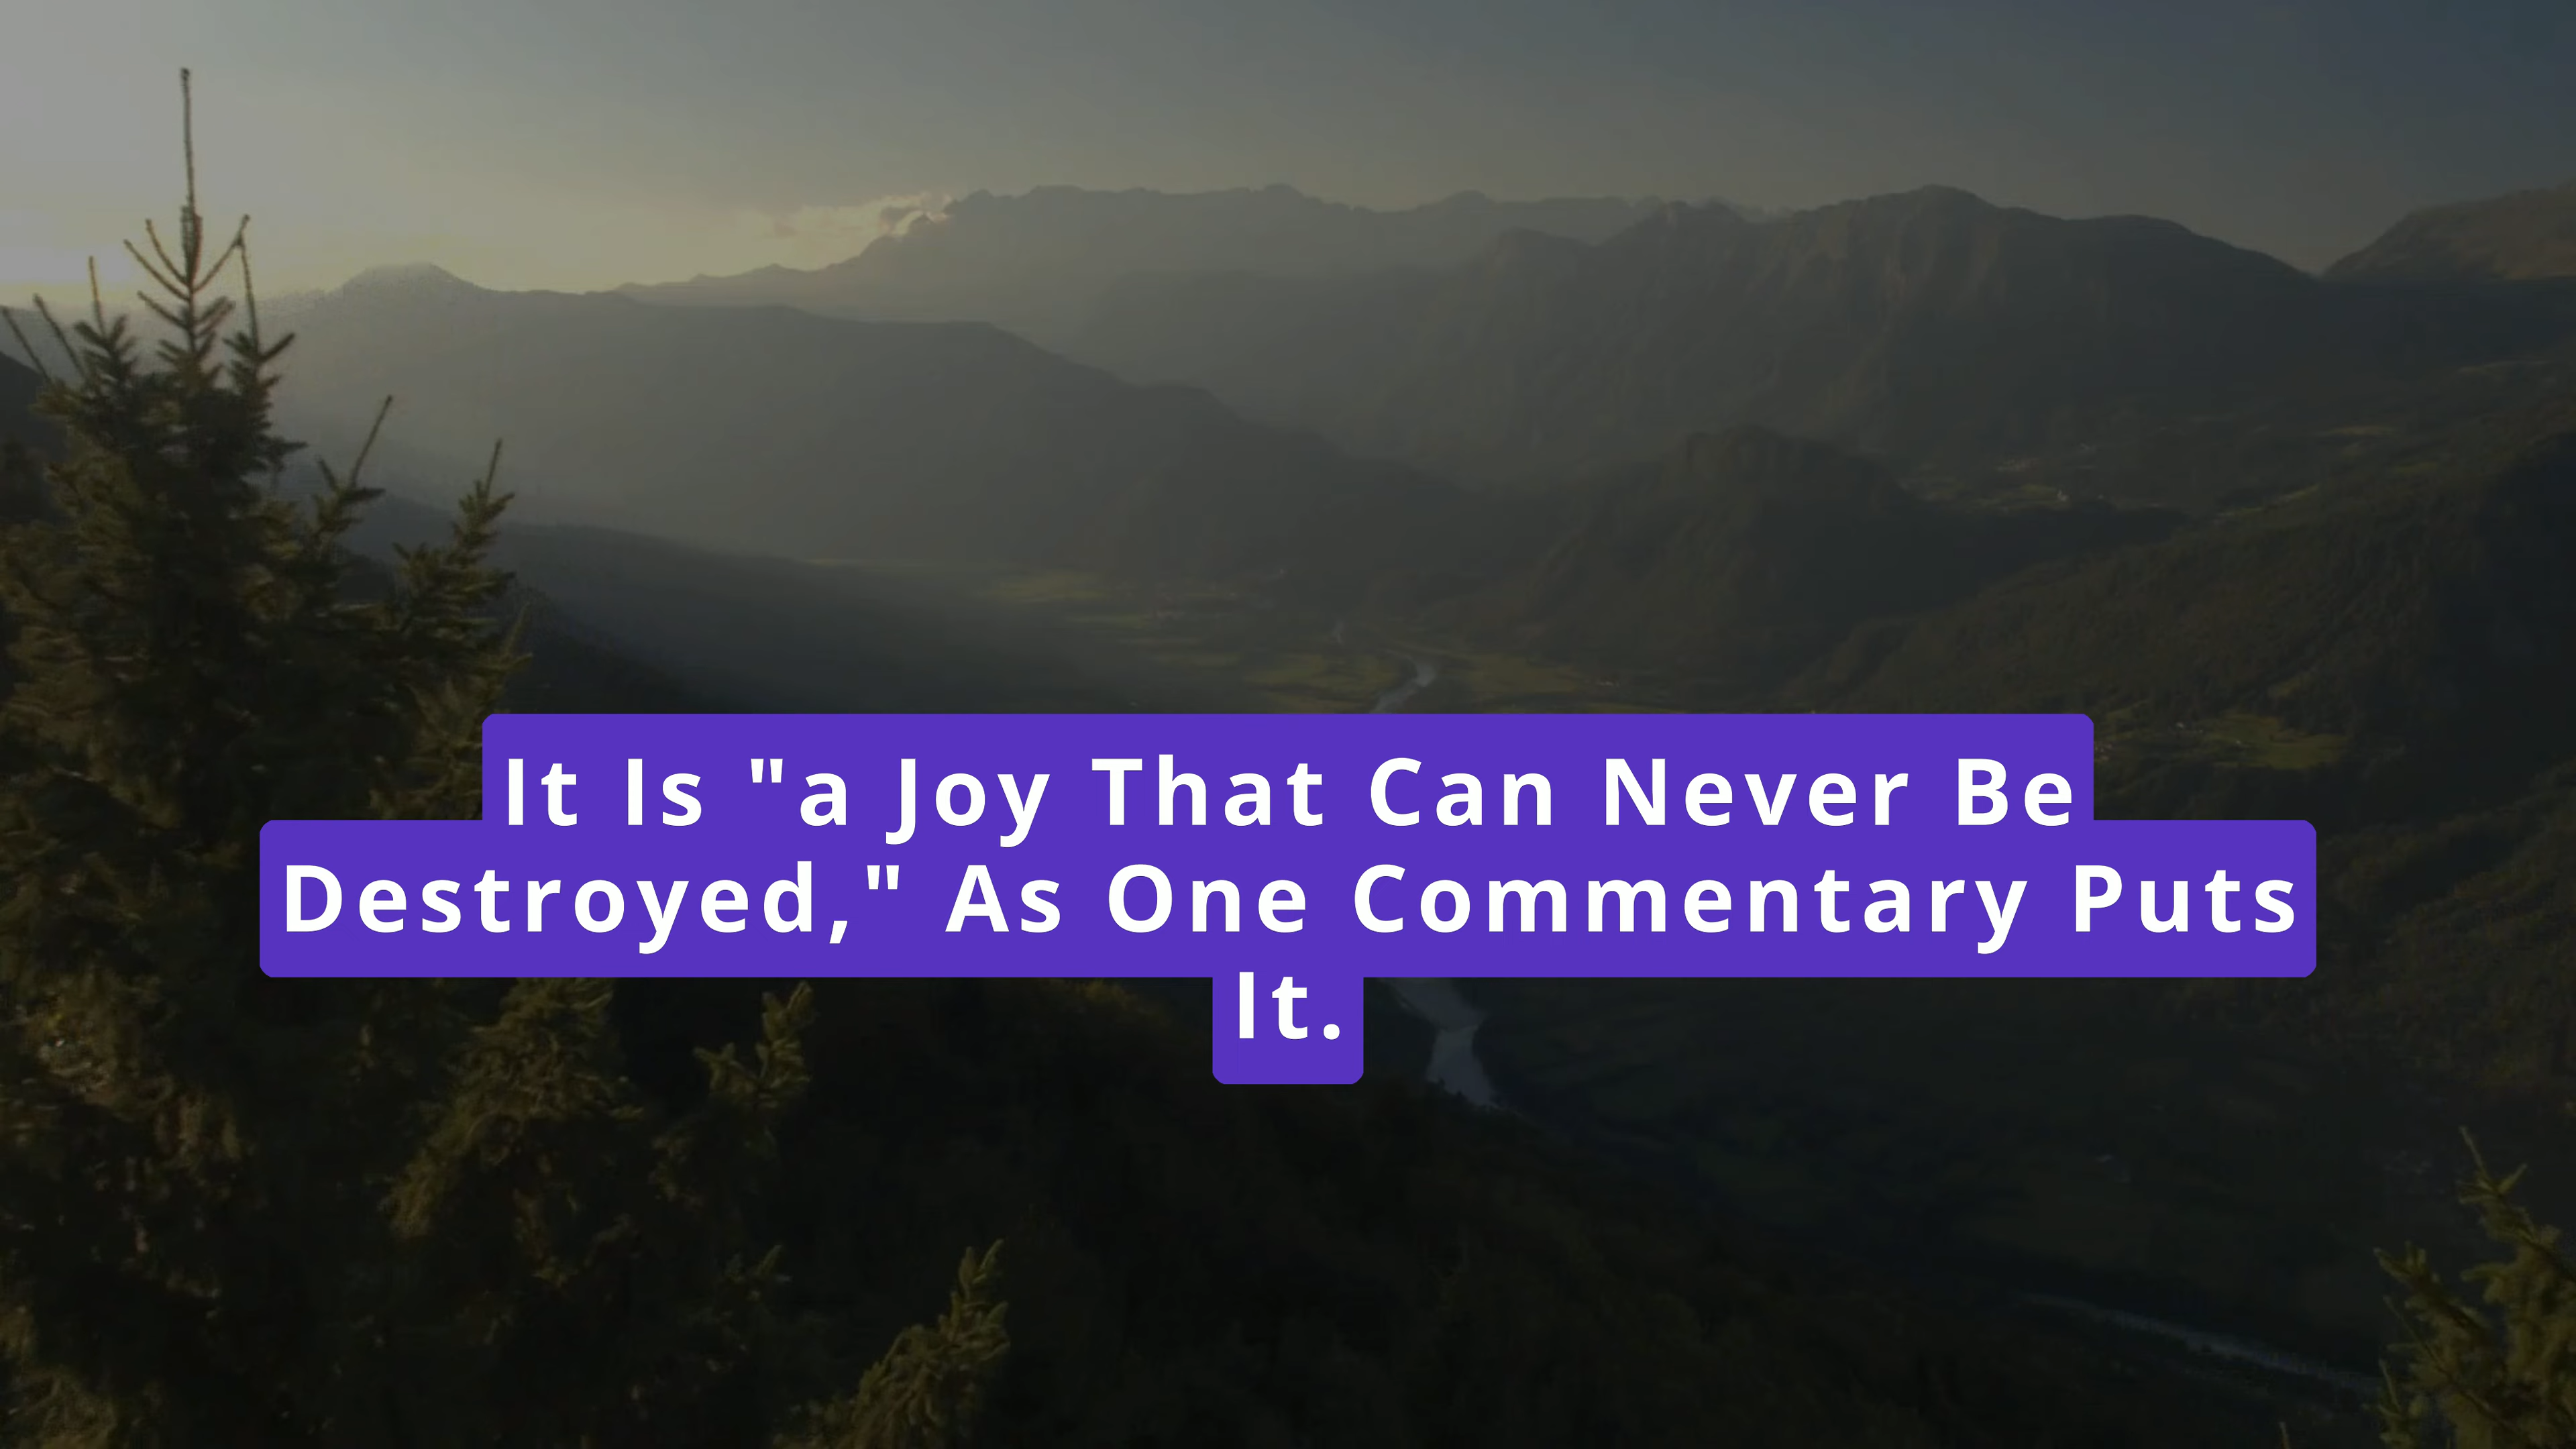 It Is "a Joy That Can Never Be
Destroyed," As One Commentary Puts
It.